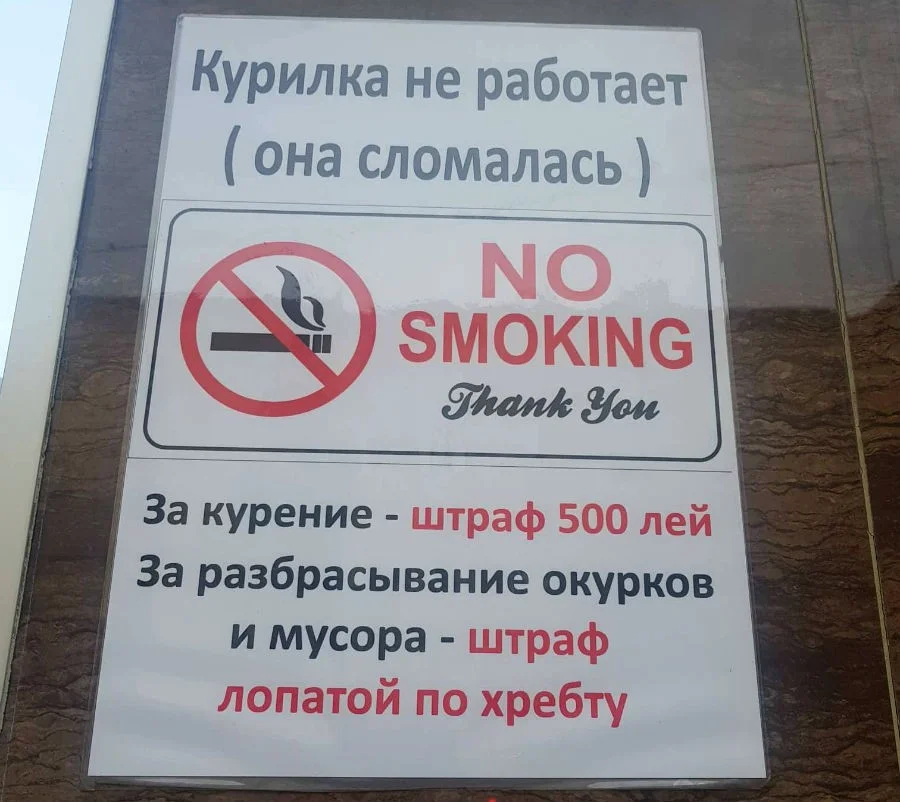 Курилка не работает
( она сломалась )
NO
SMOKING
Thank You
За курение - штраф 500 лей
За разбрасывание окурков
и мусора - штраф
лопатой по хребту